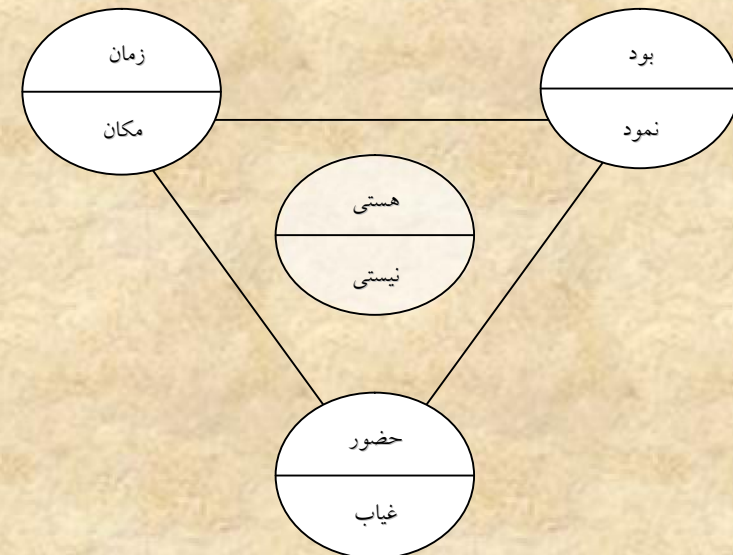 بود
نمود
زمان
مکان
هستی
نیستی
حضور
غیاب